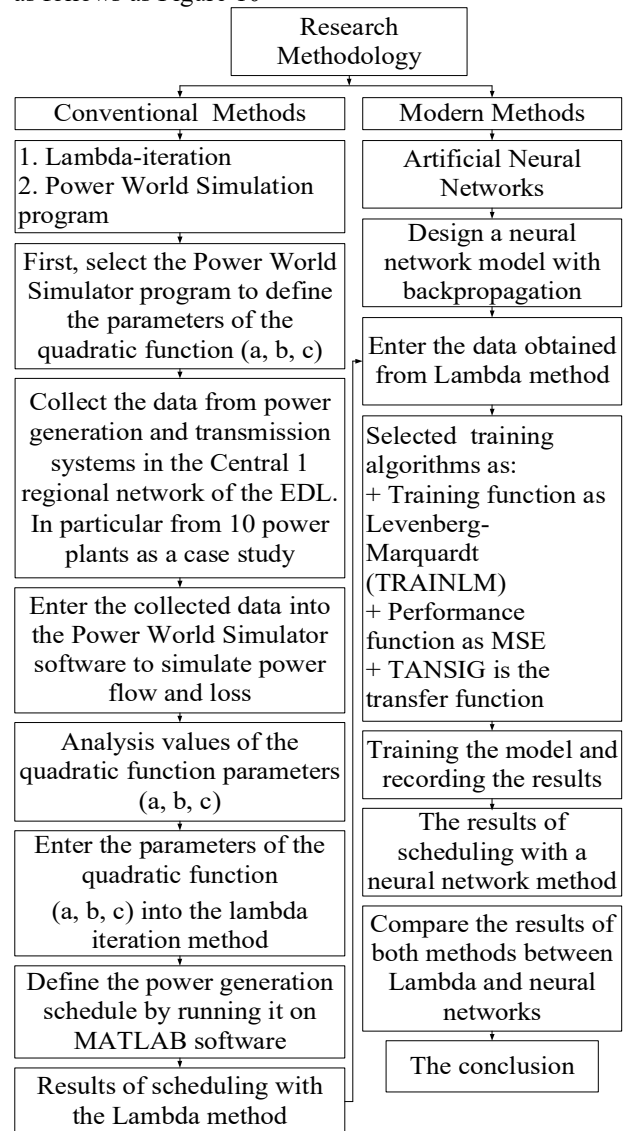 as follows as Figure 10
Research
Methodology
Conventional Methods
1. Lambda-iteration
2. Power World Simulation
program
First, select the Power World
Simulator program to define
the parameters of the
quadratic function (a, b, c)
Collect the data from power
generation and transmission
systems in the Central 1
regional network of the EDL.
In particular from 10 power
plants as a case study
Enter the collected data into
the Power World Simulator
software to simulate power
flow and loss
Analysis values of the
quadratic function parameters
(a, b, c)
Enter the parameters of the
quadratic function
(a, b, c) into the lambda
iteration method
Define the power generation
schedule by running it on
MATLAB software
Results of scheduling with
the Lambda method
Modern Methods
Artificial Neural
Networks
Design a neural
network model with
backpropagation
Enter the data obtained
from Lambda method
Selected training
algorithms as:
+ Training function as
Levenberg-
Marquardt
(TRAINLM)
+ Performance
function as MSE
+ TANSIG is the
transfer function
Training the model and
recording the results
The results of
scheduling with a
neural network method
Compare the results of
both methods between
Lambda and neural
networks
The conclusion